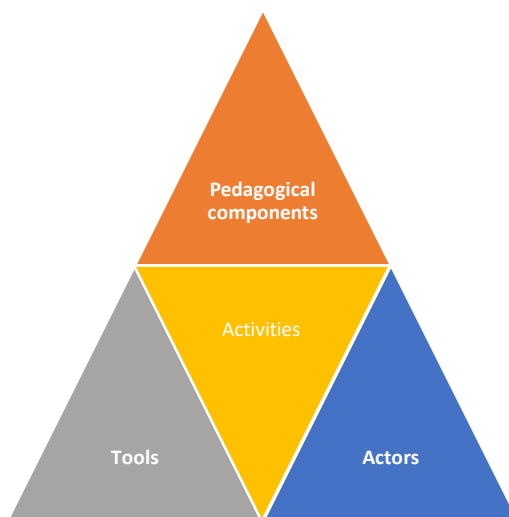 Pedagogical
components
Activities
Tools
Actors